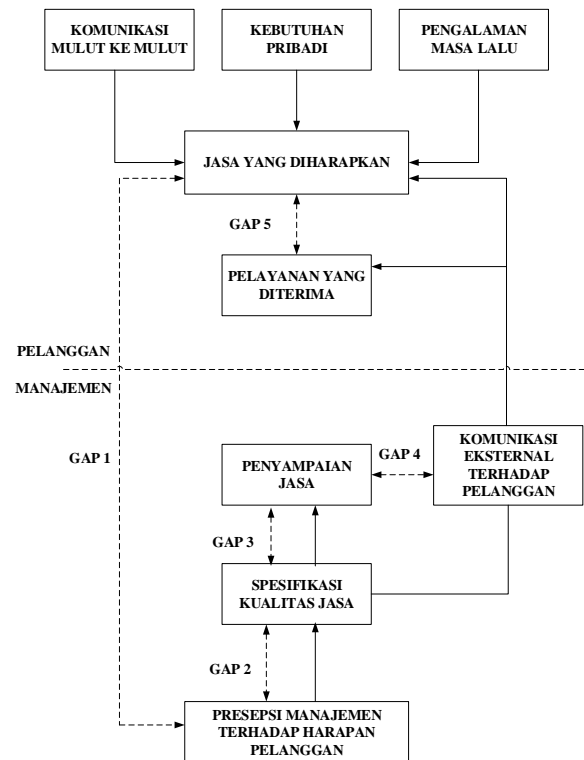 KOMUNIKASI
MULUT KE MULUT
KEBUTUHAN
PRIBADI
PENGALAMAN
MASA LALU
JASA YANG DIHARAPKAN
GAP 5
PELAYANAN YANG
DITERIMA
PELANGGAN
MANAJEMEN
GAP 1
PENYAMPAIAN
JASA
GAP 4
KOMUNIKASI
EKSTERNAL
TERHADAP
PELANGGAN
GAP 3
SPESIFIKASI
KUALITAS JASA
GAP 2
PRESEPSI MANAJEMEN
TERHADAP HARAPAN
PELANGGAN